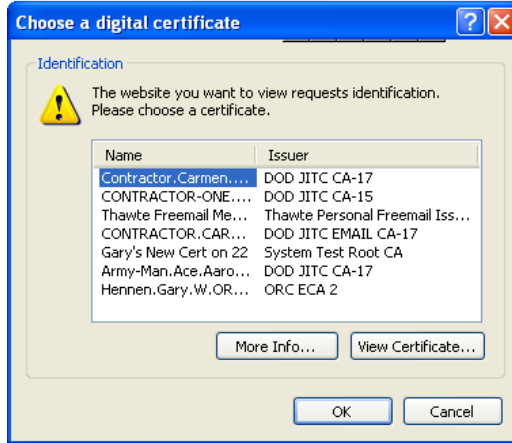 Choose a digital certificate
Identification
The website you want to view requests identification.
Please choose a certificate.
Name Issuer
Contractor.Carmen.... DOD JITC CA-17
CONTRACTOR-ONE.... DOD JITC CA-15
Thawte Freemail Me... Thawte Personal Freemail Iss...
CONTRACTOR.CAR... DOD JITC EMAIL CA-17
Gary's New Cert on 22 System Test Root CA
Army-Man.Ace.Aaro... DOD JITC CA-17
Hennen.Gary.W.OR... ORC ECA 2
More Info... View Certificate...
OK Cancel